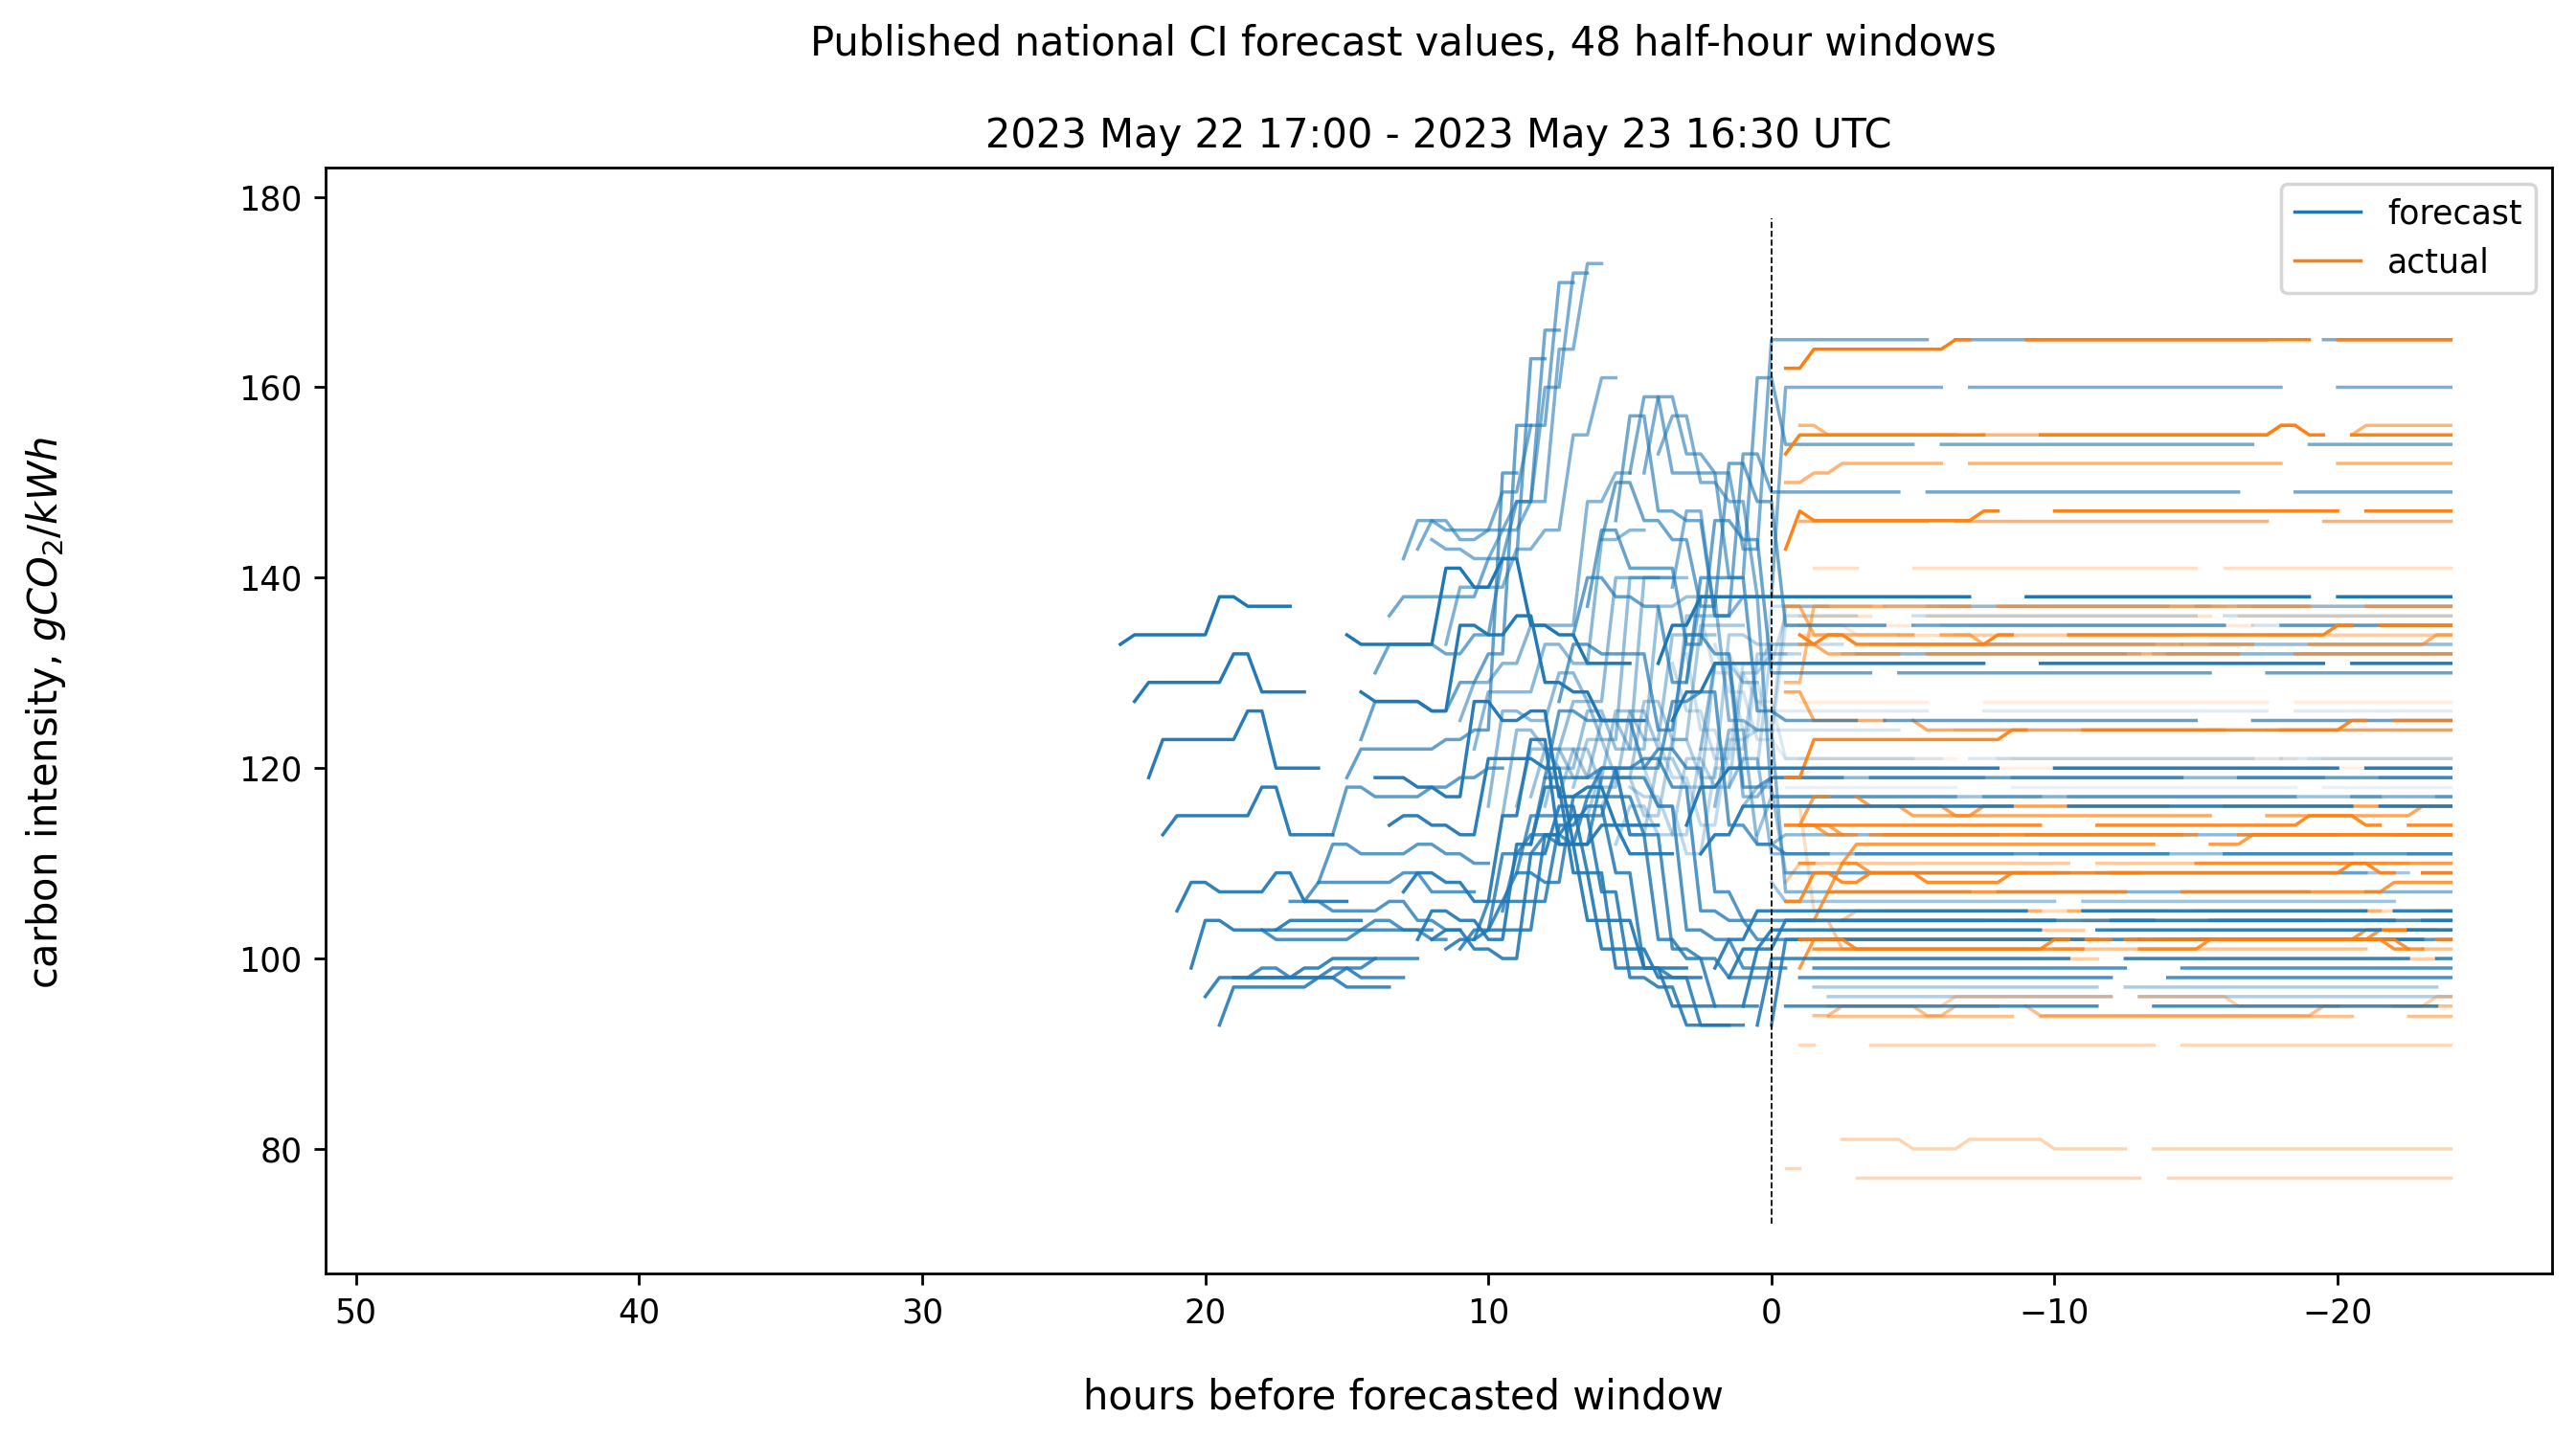 Published national CI forecast values, 48 half-hour windows
2023 May 22 17:00 - 2023 May 23 16:30 UTC
forecast
actual
carbon intensity, gCO₂/kWh
180
160
140
120
100
80
50 40 30 20 10 0 −10 −20
hours before forecasted window